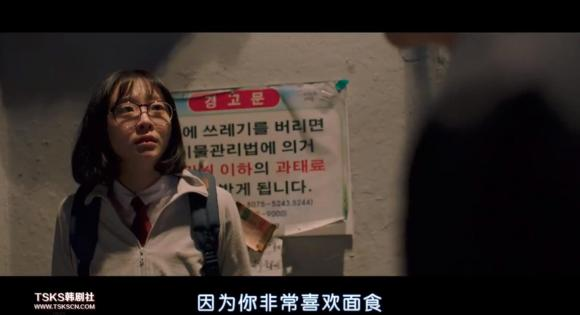 경고문
에 쓰레기를 버리면
기물관리법에 의거
이하의 과태료
받게 됩니다.
TSKS韩剧社
WWW.TSKSCN.COM
因为你非常喜欢面食